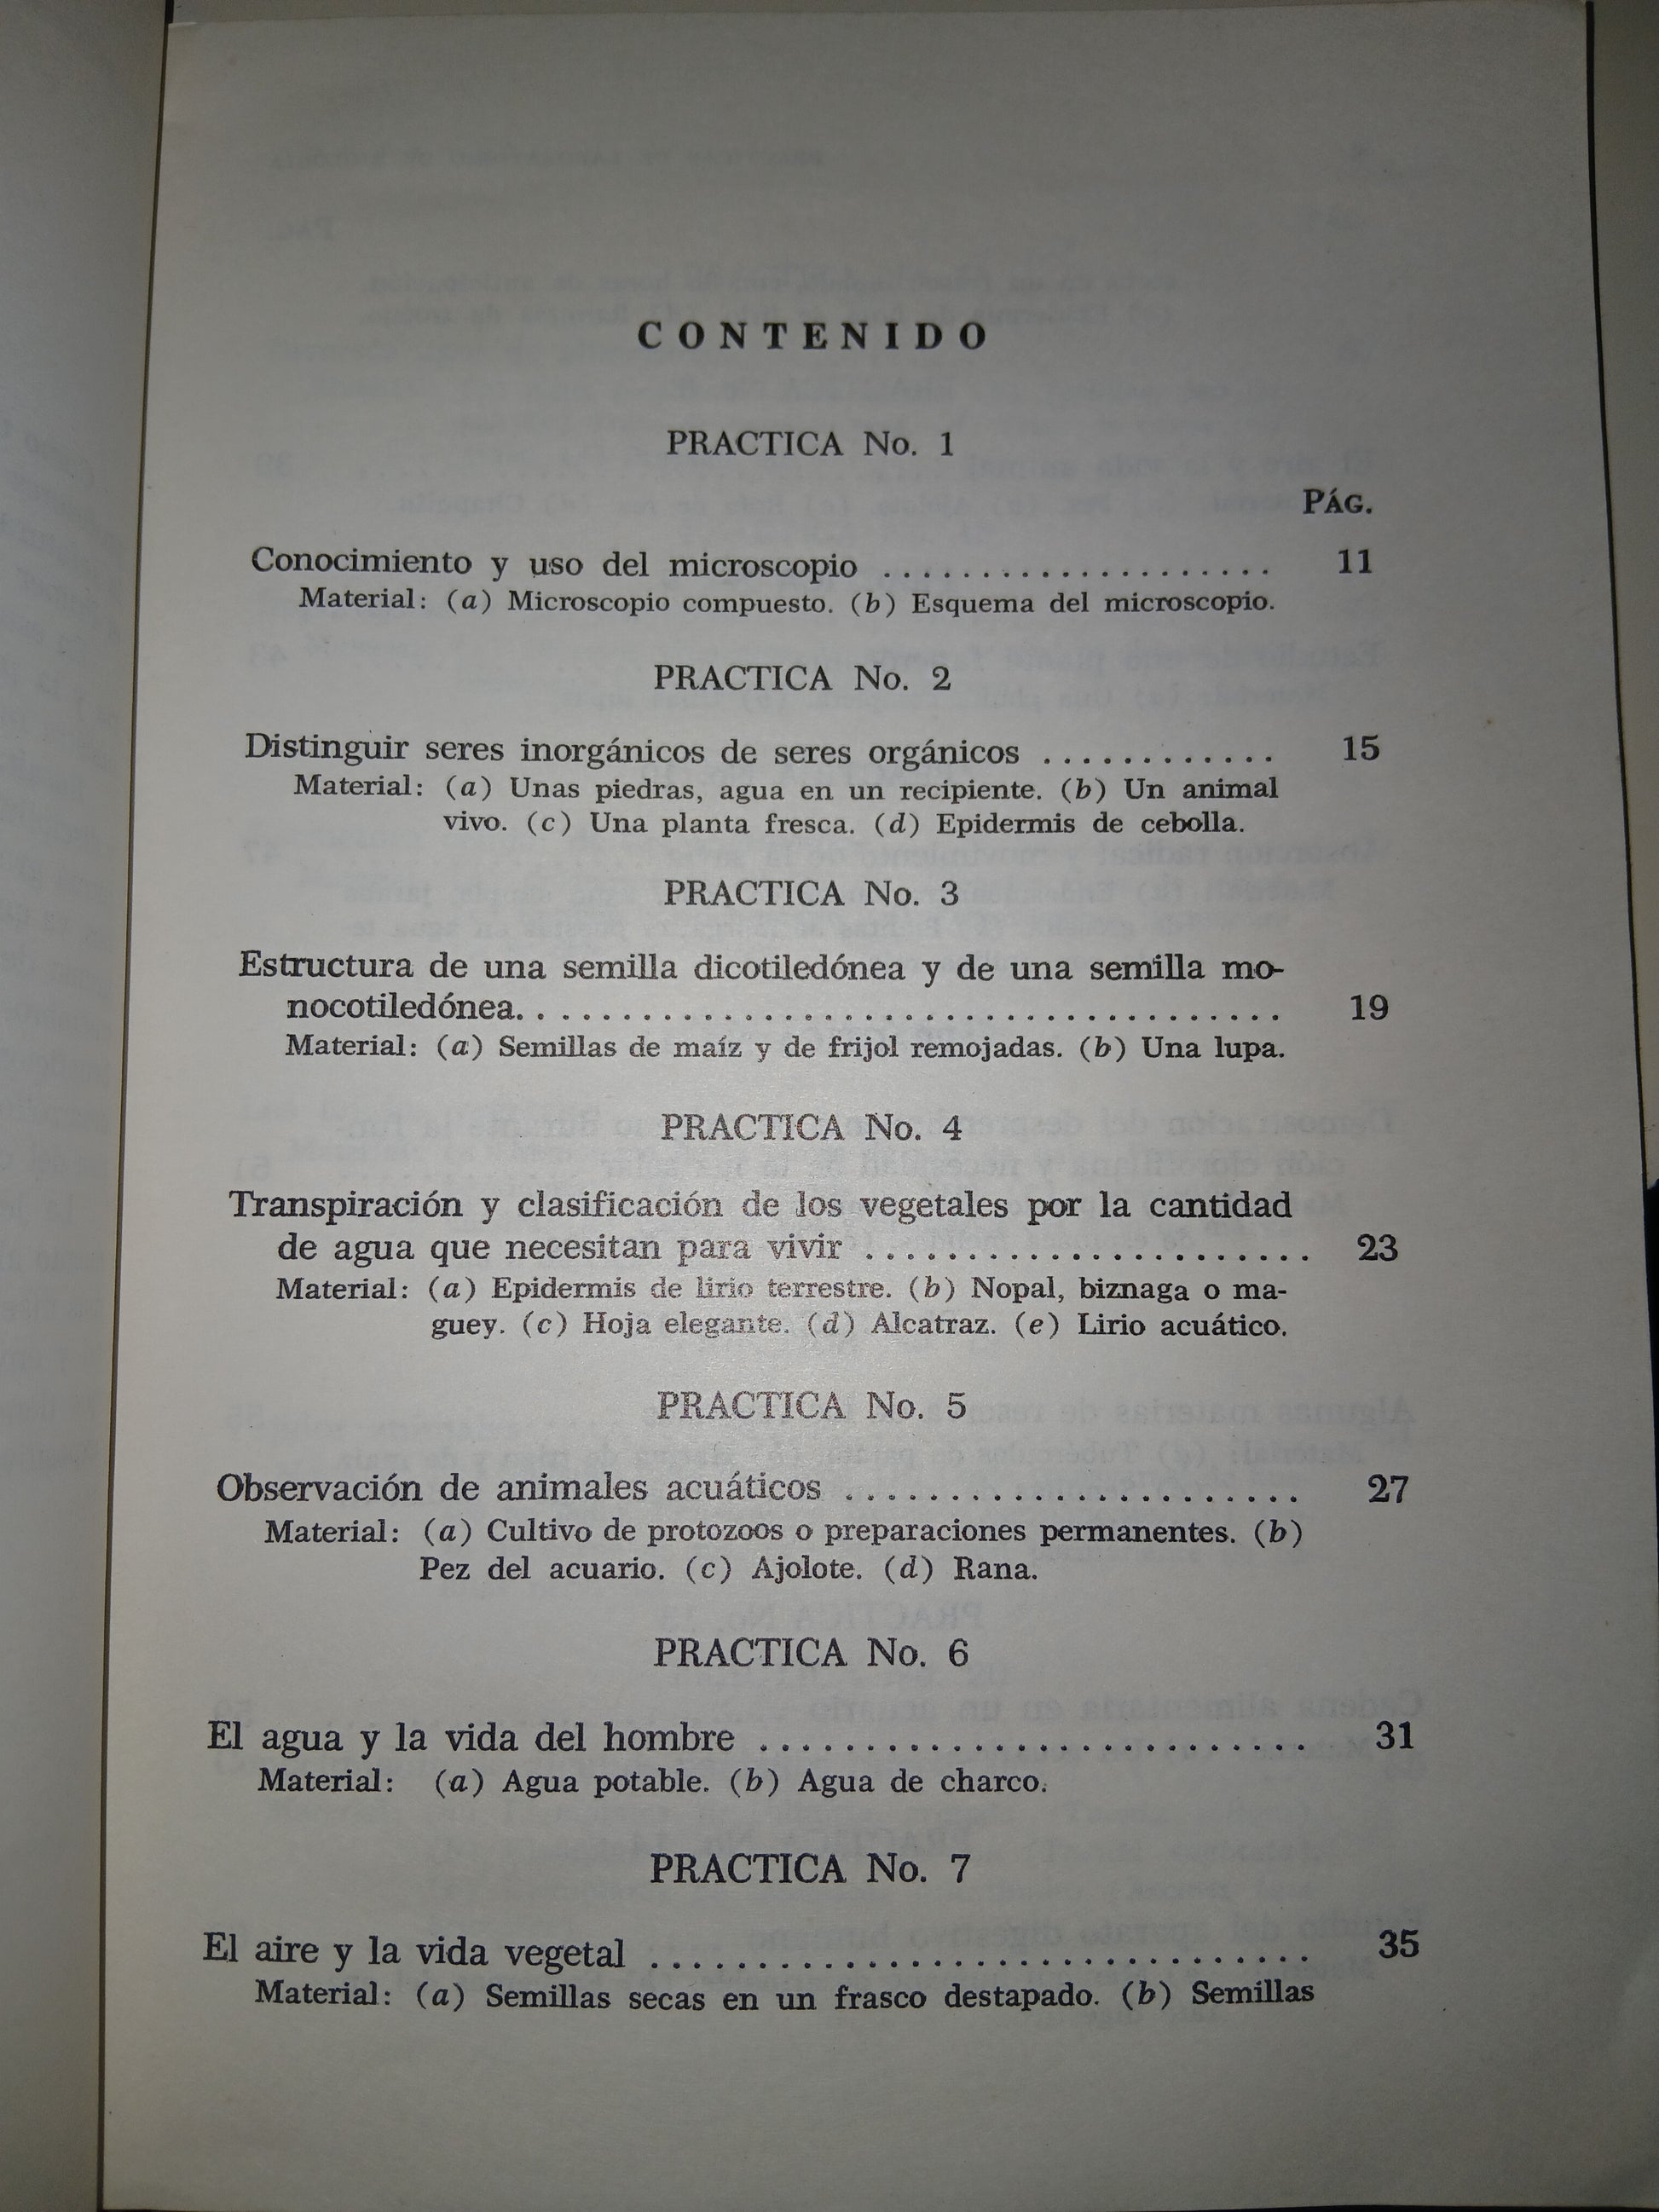 CONTENIDO
PRACTICA No. 1
PÁG.
Conocimiento y uso del microscopio .................... 11
Material: (a) Microscopio compuesto. (b) Esquema del microscopio.
PRACTICA No. 2
Distinguir seres inorgánicos de seres orgánicos ............ 15
Material: (a) Unas piedras, agua en un recipiente. (b) Un animal
vivo. (c) Una planta fresca. (d) Epidermis de cebolla.
PRACTICA No. 3
Estructura de una semilla dicotiledónea y de una semilla mo-
nocotiledónea. ..................................... 19
Material: (a) Semillas de maíz y de frijol remojadas. (b) Una lupa.
PRACTICA No. 4
Transpiración y clasificación de los vegetales por la cantidad
de agua que necesitan para vivir ...................... 23
Material: (a) Epidermis de lirio terrestre. (b) Nopal, biznaga o ma-
guey. (c) Hoja elegante. (d) Alcatraz. (e) Lirio acuático.
PRACTICA No. 5
Observación de animales acuáticos ...................... 27
Material: (a) Cultivo de protozoos o preparaciones permanentes. (b)
Pez del acuario. (c) Ajolote. (d) Rana.
PRACTICA No. 6
El agua y la vida del hombre .......................... 31
Material: (a) Agua potable. (b) Agua de charco.
PRACTICA No. 7
El aire y la vida vegetal ............................... 35
Material: (a) Semillas secas en un frasco destapado. (b) Semillas